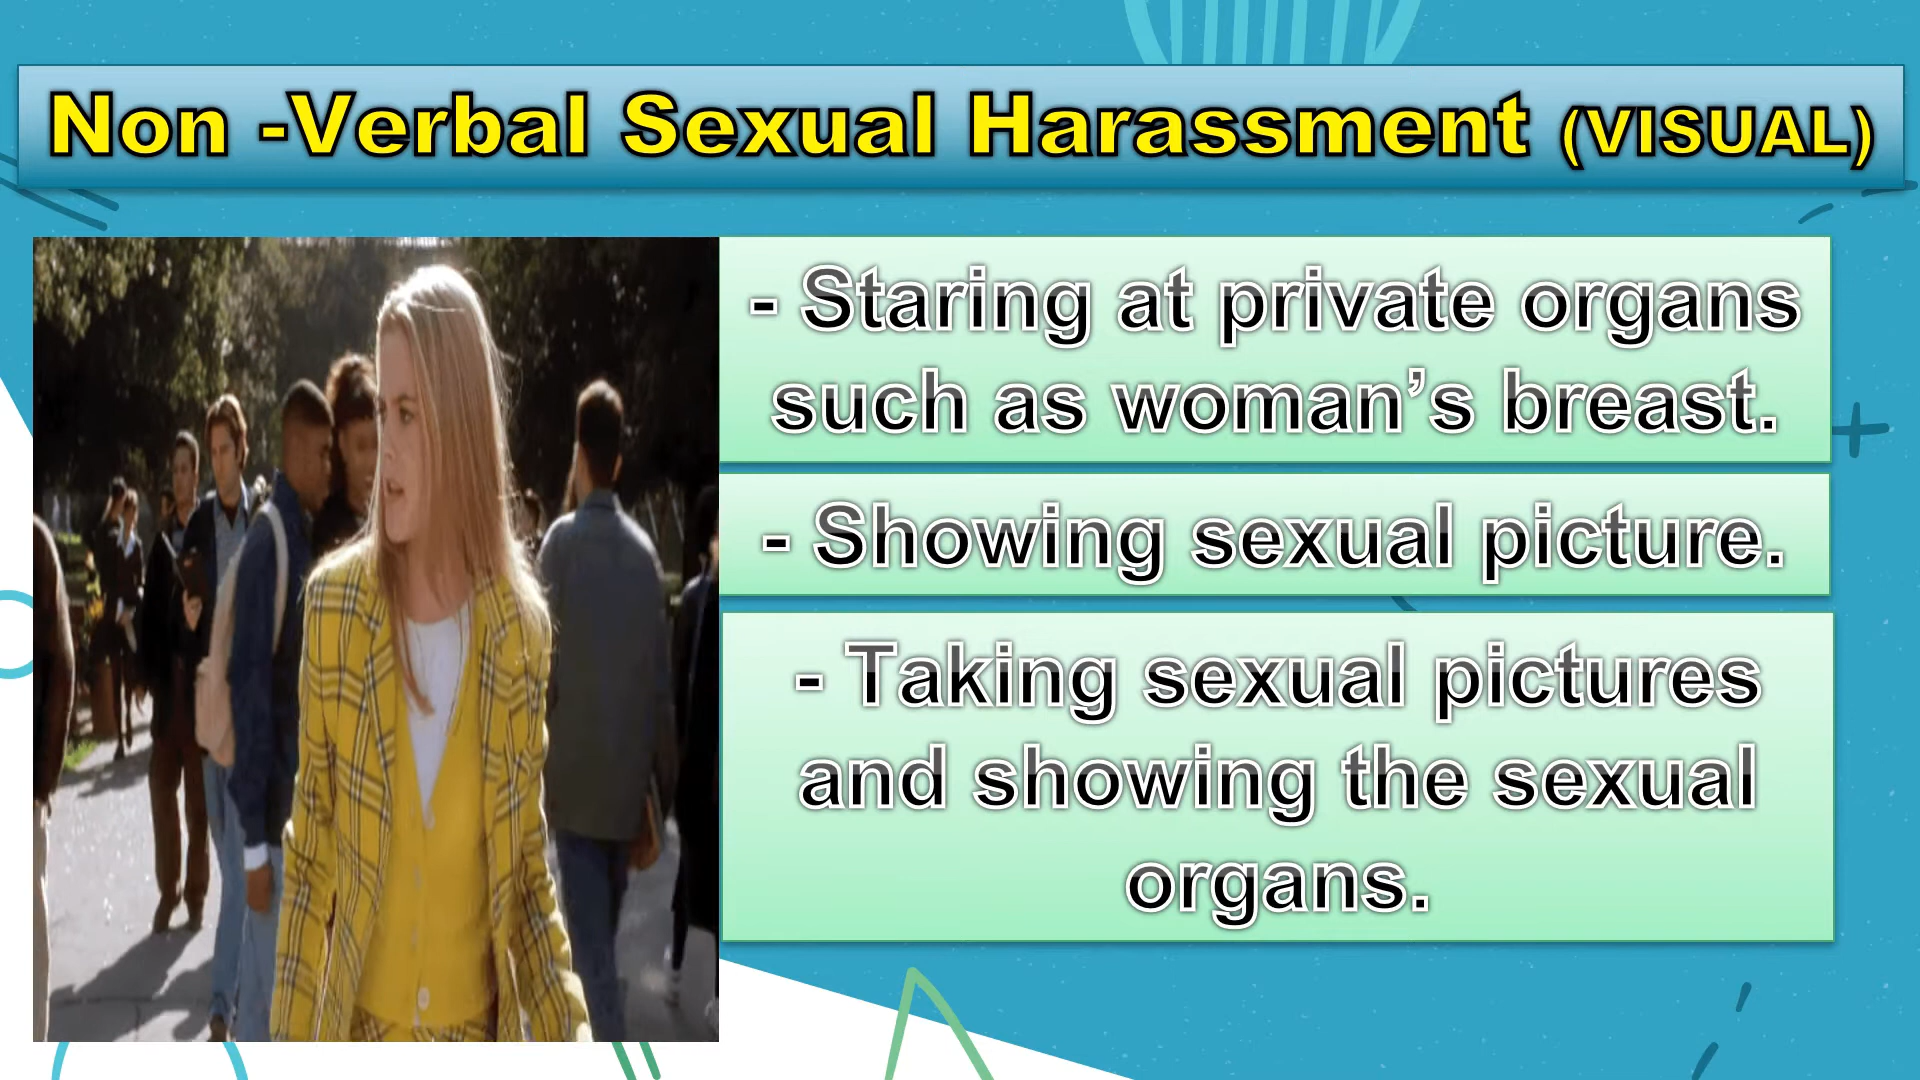 Non -Verbal Sexual Harassment (VISUAL)
- Staring at private organs
such as woman’s breast.
- Showing sexual picture.
- Taking sexual pictures
and showing the sexual
organs.